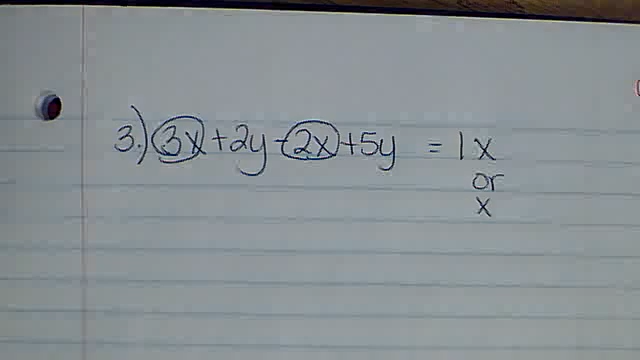 3.) 3x + 2y - 2x + 5y = 1x
or
x